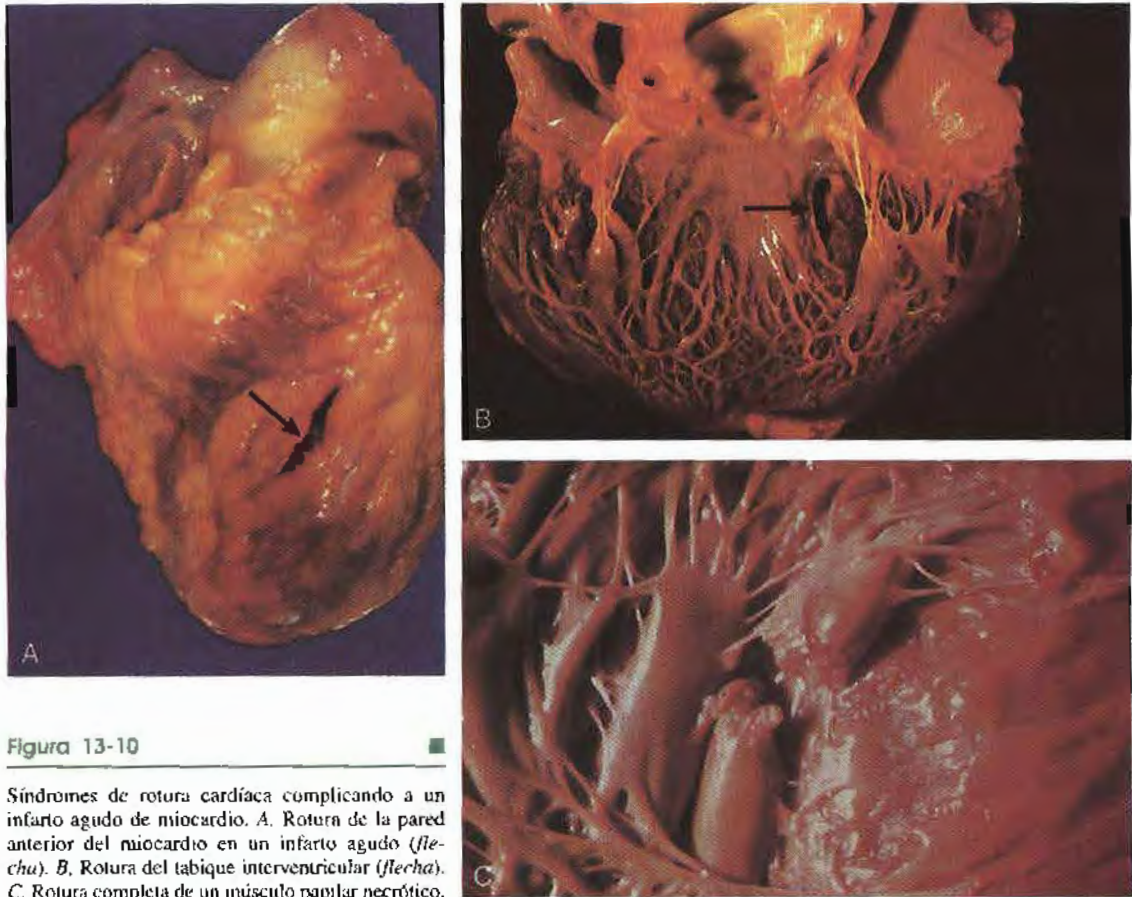 A
B
C
Figura 13-10
Síndromes de rotura cardíaca complicando a un
infarto agudo de miocardio. A. Rotura de la pared
anterior del miocardio en un infarto agudo (fle-
cha). B, Rotura del tabique interventricular (flecha).
C. Rotura completa de un músculo papilar necrótico.